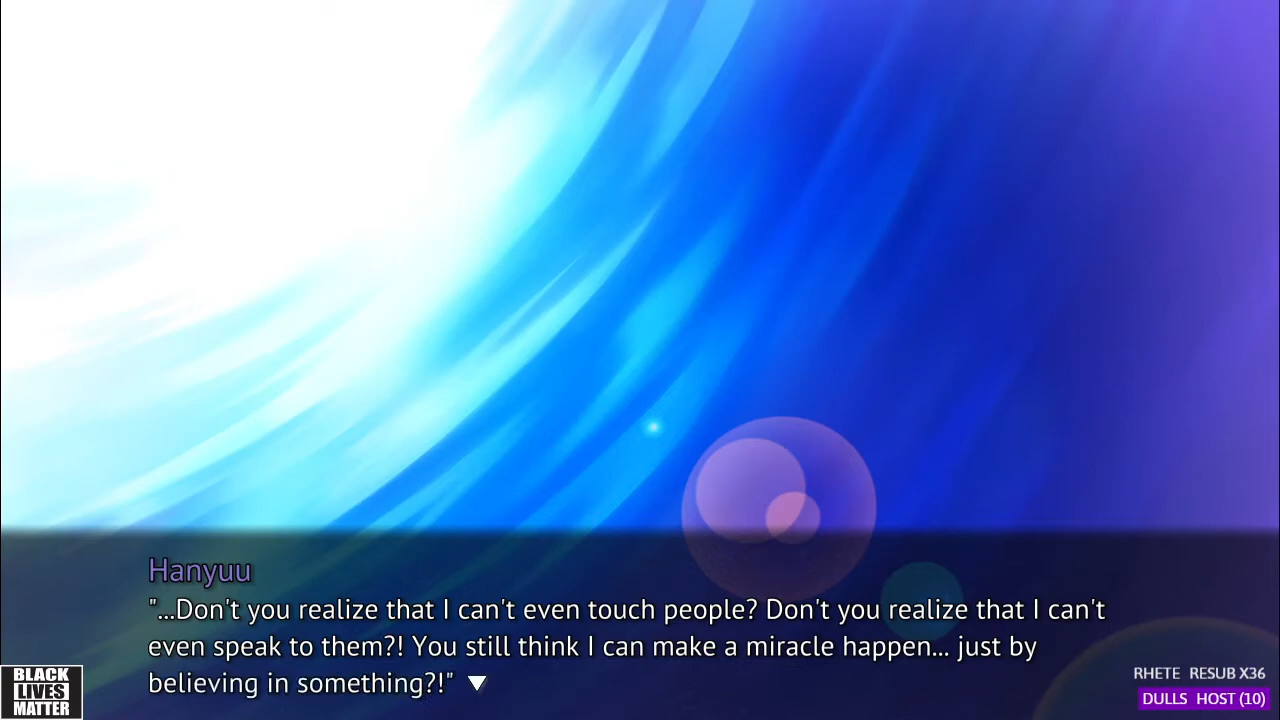 Hanyuu
"...Don't you realize that I can't even touch people? Don't you realize that I can't
even speak to them?! You still think I can make a miracle happen... just by
believing in something?!"
BLACK
LIVES
MATTER
RHETE RESUB X36
DULLS HOST (10)